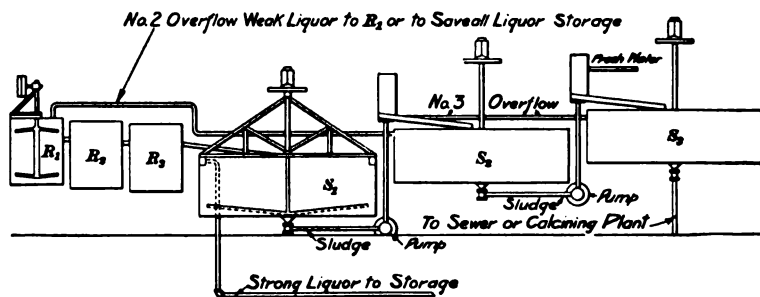 No.2 Overflow Weak Liquor to R1 or to Saveall Liquor Storage
Fresh Water
No.3 Overflow
R1
R2
R3
S1
S2
S3
Sludge
Pump
Sludge
Pump
To Sewer or Calcining Plant
Strong Liquor to Storage